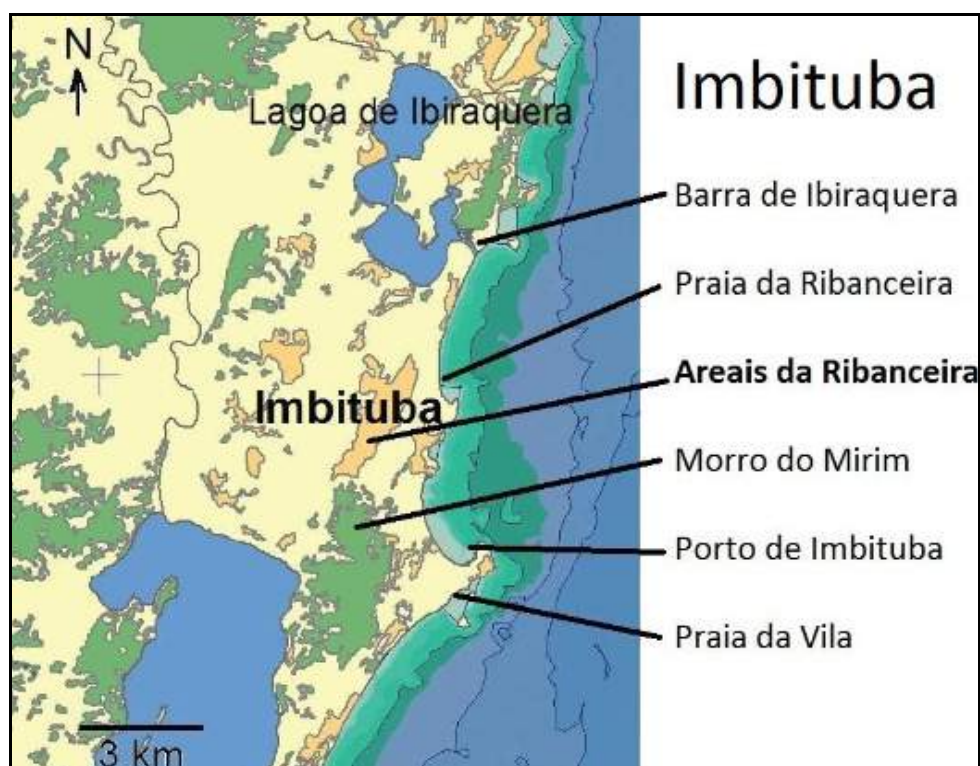 N
Lagoa de Ibiraquera
Imbituba
3 km
Imbituba
Barra de Ibiraquera
Praia da Ribanceira
Areais da Ribanceira
Morro do Mirim
Porto de Imbituba
Praia da Vila